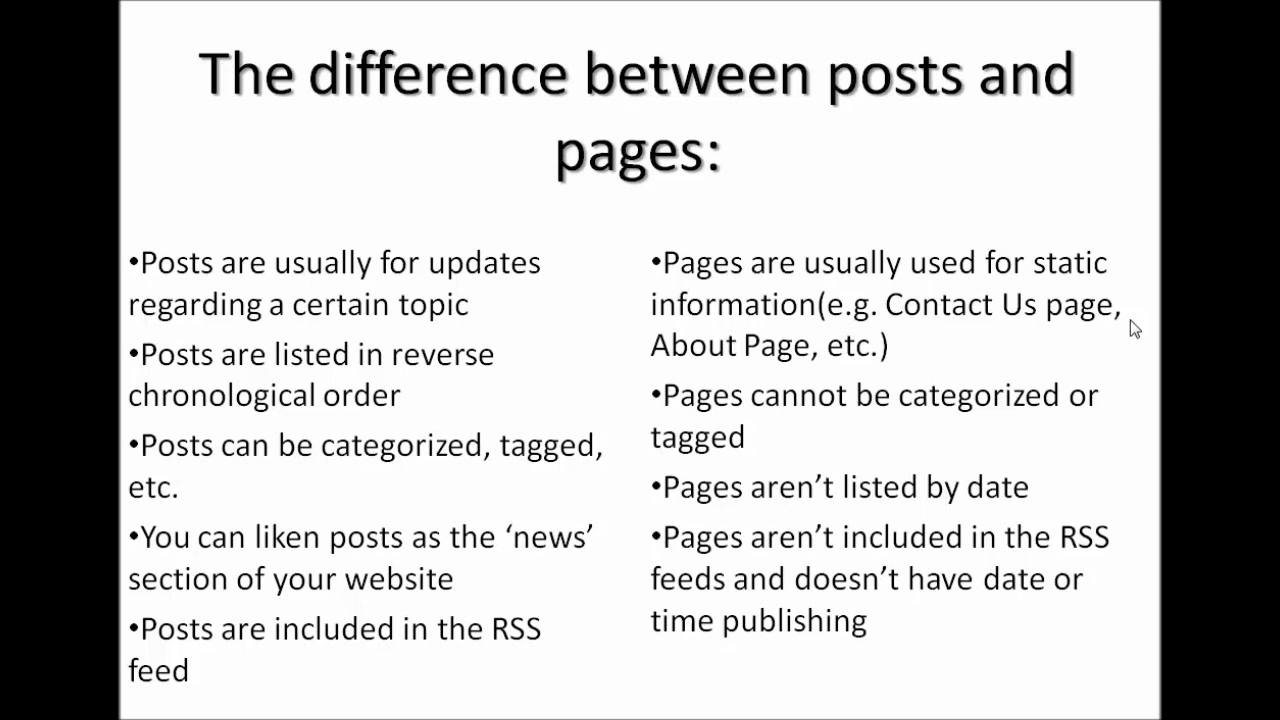 The difference between posts and
pages:
•Posts are usually for updates
regarding a certain topic
•Posts are listed in reverse
chronological order
•Posts can be categorized, tagged,
etc.
•You can liken posts as the ‘news’
section of your website
•Posts are included in the RSS
feed
•Pages are usually used for static
information(e.g. Contact Us page,
About Page, etc.)
•Pages cannot be categorized or
tagged
•Pages aren’t listed by date
•Pages aren’t included in the RSS
feeds and doesn’t have date or
time publishing